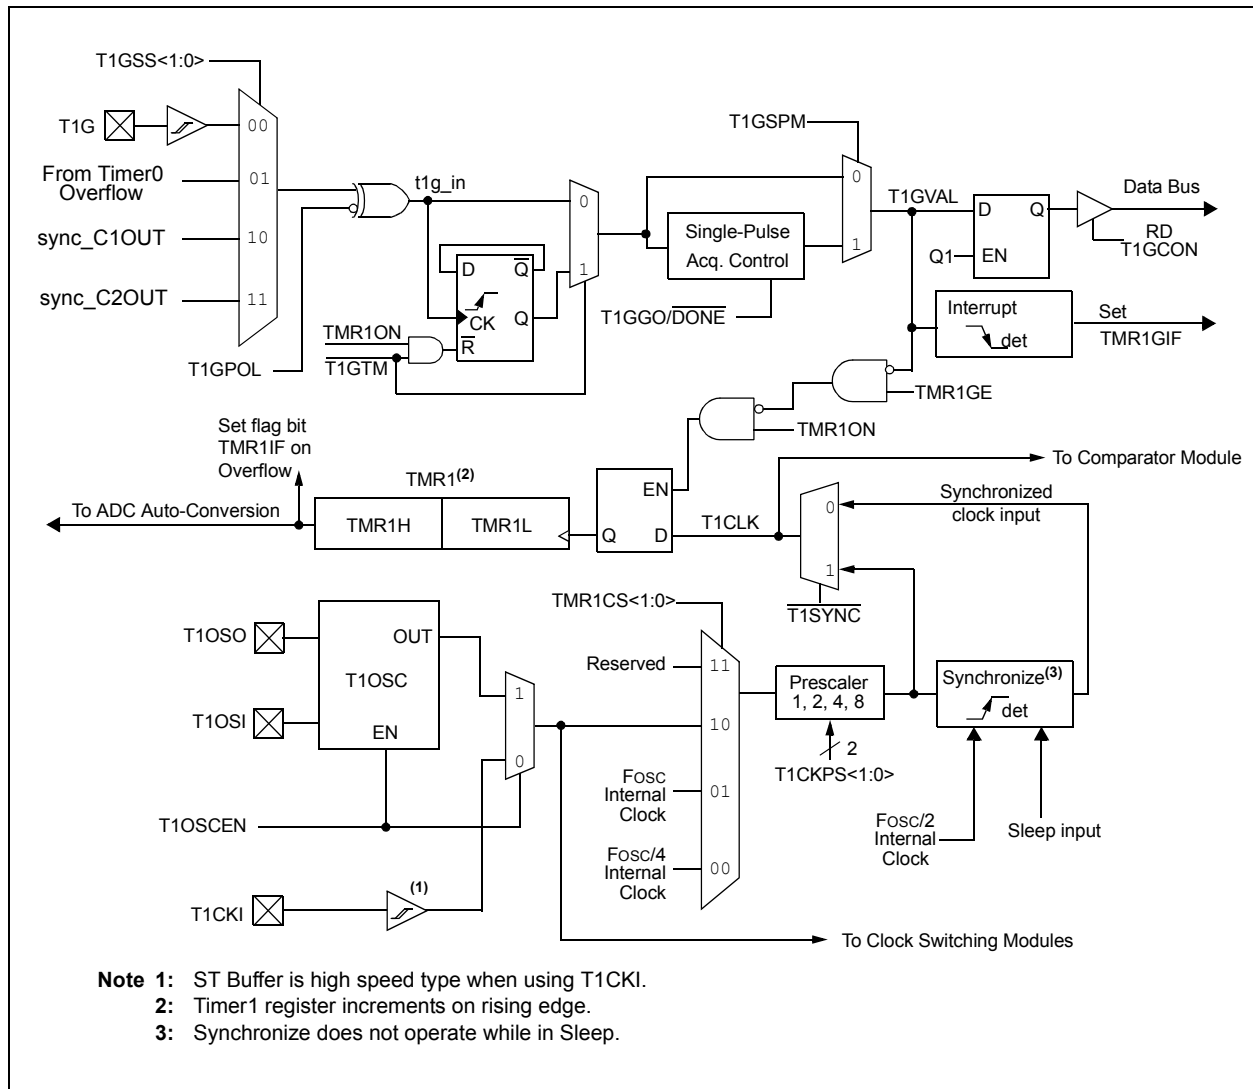 T1GSS<1:0>
T1G
00
From Timer0
Overflow
01
sync_C1OUT
10
sync_C2OUT
11
T1GPOL
t1g_in
0
1
D
Q
CK
Q
R
TMR1ON
T1GTM
T1GSPM
0
1
Single-Pulse
Acq. Control
T1GGO/DONE
T1GVAL
D
Q
Q1
EN
Data Bus
RD
T1GCON
Interrupt
det
Set
TMR1GIF
TMR1GE
TMR1ON
Set flag bit
TMR1IF on
Overflow
TMR1(2)
To ADC Auto-Conversion
TMR1H
TMR1L
EN
Q
D
T1CLK
To Comparator Module
0
1
Synchronized
clock input
T1SYNC
T1OSO
OUT
T1OSC
T1OSI
EN
1
0
T1OSCEN
T1CKI
(1)
TMR1CS<1:0>
Reserved
11
10
FOSC
Internal
Clock
01
FOSC/4
Internal
Clock
00
Prescaler
1, 2, 4, 8
2
T1CKPS<1:0>
Synchronize(3)
det
FOSC/2
Internal
Clock
Sleep input
To Clock Switching Modules
Note 1: ST Buffer is high speed type when using T1CKI.
2: Timer1 register increments on rising edge.
3: Synchronize does not operate while in Sleep.